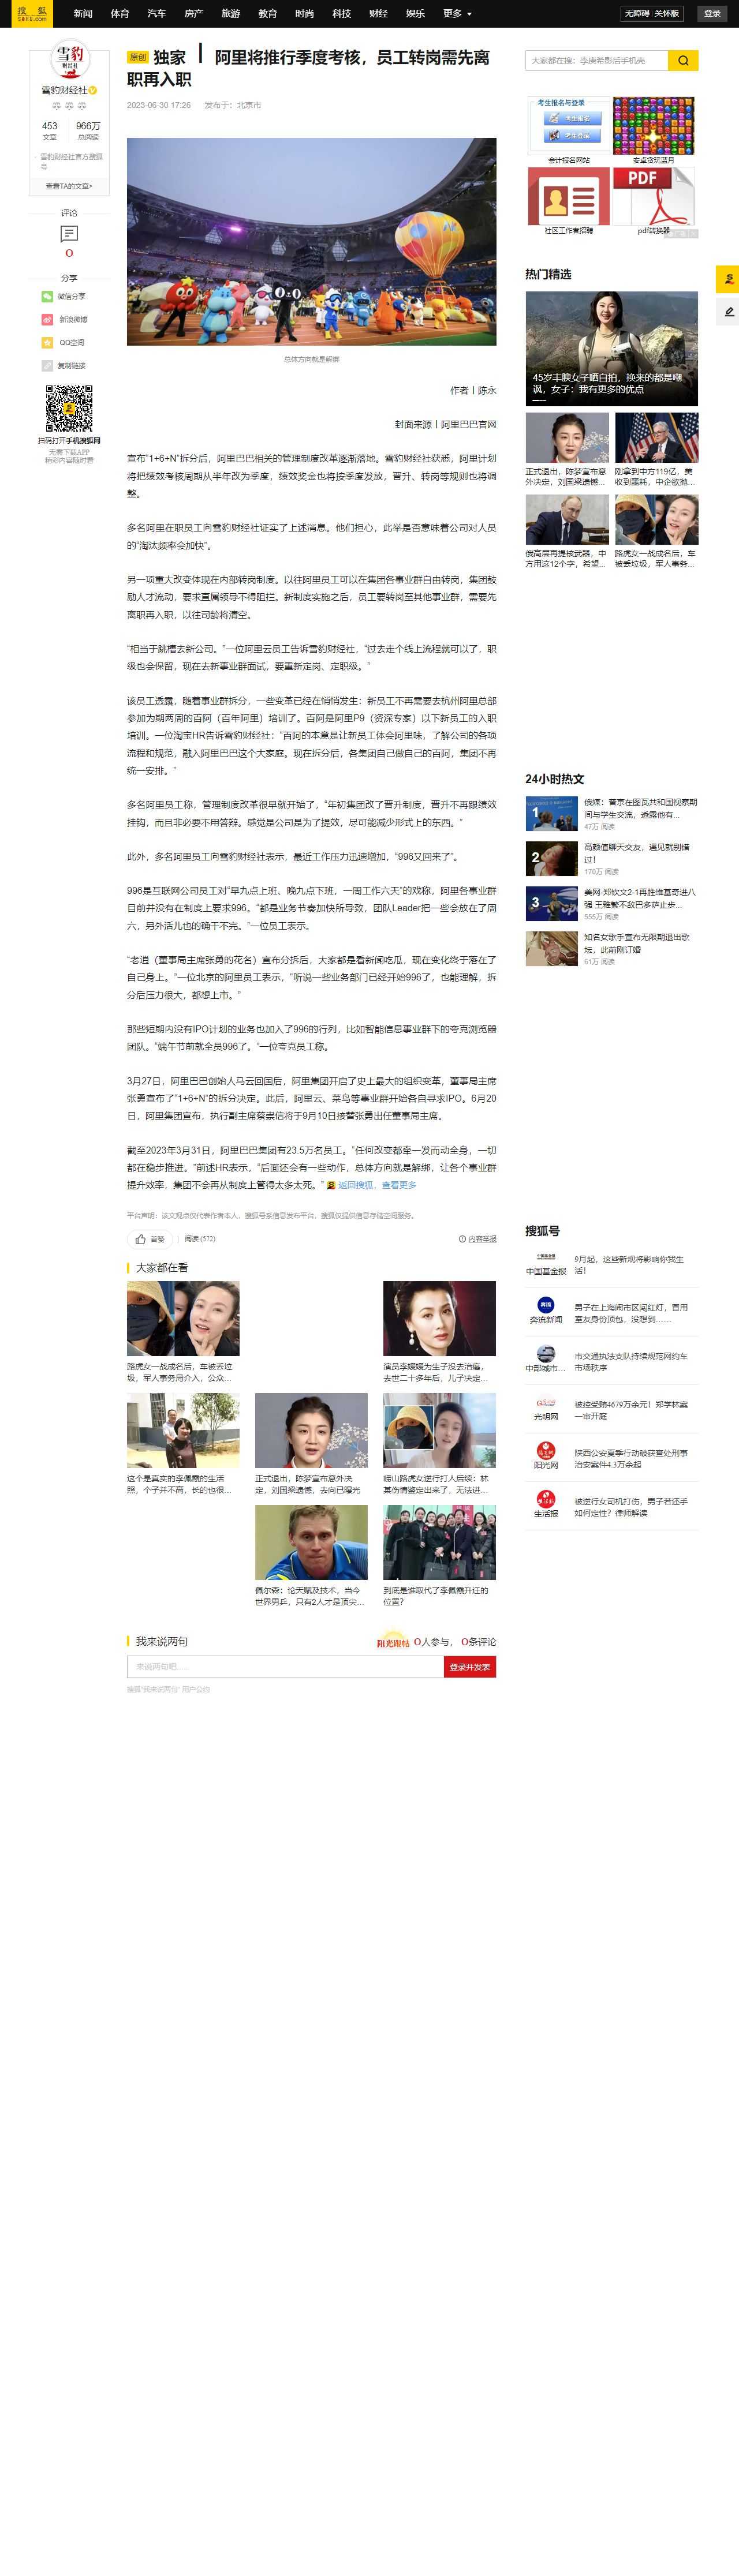 搜 狐
sohu.com
新闻 体育 汽车 房产 旅游 教育 时尚 科技 财经 娱乐 更多
无障碍 关怀版
登录
雪豹
财经社
雪豹财经社
453
文章
966万
总阅读
雪豹财经社官方搜狐
号
查看TA的文章>
评论
0
分享
微信分享
新浪微博
QQ空间
复制链接
扫码打开手机搜狐网
无需下载APP
精彩内容随时看
原创 独家 丨 阿里将推行季度考核，员工转岗需先离
职再入职
2023-06-30 17:26 发布于：北京市
总体方向就是解绑
作者丨陈永
封面来源丨阿里巴巴官网
宣布“1+6+N”拆分后，阿里巴巴相关的管理制度改革逐渐落地。雪豹财经社获悉，阿里计划
将把绩效考核周期从半年改为季度，绩效奖金也将按季度发放，晋升、转岗等规则也将调
整。
多名阿里在职员工向雪豹财经社证实了上述消息。他们担心，此举是否意味着公司对人员
的“淘汰频率会加快”。
另一项重大改变体现在内部转岗制度。以往阿里员工可以在集团各事业群自由转岗，集团鼓
励人才流动，要求直属领导不得阻拦。新制度实施之后，员工要转岗至其他事业群，需要先
离职再入职，以往司龄将清空。
“相当于跳槽去新公司。”一位阿里云员工告诉雪豹财经社，“过去走个线上流程就可以了，职
级也会保留，现在去新事业群面试，要重新定岗、定职级。”
该员工透露，随着事业群拆分，一些变革已经在悄悄发生：新员工不再需要去杭州阿里总部
参加为期两周的百阿（百年阿里）培训了。百阿是阿里P9（资深专家）以下新员工的入职
培训。一位淘宝HR告诉雪豹财经社：“百阿的本意是让新员工体会阿里味，了解公司的各项
流程和规范，融入阿里巴巴这个大家庭。现在拆分后，各集团自己做自己的百阿，集团不再
统一安排。”
多名阿里员工称，管理制度改革很早就开始了，“年初集团改了晋升制度，晋升不再跟绩效
挂钩，而且非必要不用答辩。感觉是公司是为了提效，尽可能减少形式上的东西。”
此外，多名阿里员工向雪豹财经社表示，最近工作压力迅速增加，“996又回来了”。
996是互联网公司员工对“早九点上班、晚九点下班，一周工作六天”的戏称，阿里各事业群
目前并没有在制度上要求996。“都是业务节奏加快所导致，团队Leader把一些会放在了周
六，另外活儿也的确干不完。”一位员工表示。
“老逍（董事局主席张勇的花名）宣布分拆后，大家都是看新闻吃瓜，现在变化终于落在了
自己身上。”一位北京的阿里员工表示，“听说一些业务部门已经开始996了，也能理解，拆
分后压力很大，都想上市。”
那些短期内没有IPO计划的业务也加入了996的行列，比如智能信息事业群下的夸克浏览器
团队。“端午节前就全员996了。”一位夸克员工称。
3月27日，阿里巴巴创始人马云回国后，阿里集团开启了史上最大的组织变革，董事局主席
张勇宣布了“1+6+N”的拆分决定。此后，阿里云、菜鸟等事业群开始各自寻求IPO。6月20
日，阿里集团宣布，执行副主席蔡崇信将于9月10日接替张勇出任董事局主席。
截至2023年3月31日，阿里巴巴集团有23.5万名员工。“任何改变都牵一发而动全身，一切
都在稳步推进。”前述HR表示，“后面还会有一些动作，总体方向就是解绑，让各个事业群
提升效率，集团不会再从制度上管得太多太死。” 返回搜狐，查看更多
平台声明：该文观点仅代表作者本人，搜狐号系信息发布平台，搜狐仅提供信息存储空间服务。
首赞 阅读 (572) 内容举报
大家都在看
路虎女一战成名后，车被丢垃
圾，军人事务局介入，公众...
演员李媛媛为生子没去治癌，
去世二十多年后，儿子决定...
这个是真实的李佩霞的生活
照，个子并不高，长的也很...
正式退出，陈梦宣布意外决
定，刘国梁遗憾，去向已曝光
崂山路虎女逆行打人后续：林
某伤情鉴定出来了，无法进...
佩尔森：论天赋及技术，当今
世界男乒，只有2人才是顶尖...
到底是谁取代了李佩霞升迁的
位置？
我来说两句
阳光跟帖 0人参与， 0条评论
来说两句吧......
登录并发表
搜狐“我来说两句” 用户公约
大家都在搜：李庚希影后手机壳
考生报名与登录
考生报名
会计报名网站
安卓贪玩蓝月
社区工作者招聘
PDF
pdf转换器
热门精选
45岁丰腴女子晒自拍，换来的都是嘲
讽，女子：我有更多的优点
正式退出，陈梦宣布意
外决定，刘国梁遗憾...
刚拿到中方119亿，美
收到噩耗，中企欲抛...
俄高层再提核武器，中
方用这12个字，希望...
路虎女一战成名后，车
被丢垃圾，军人事务...
24小时热文
1
俄媒：普京在图瓦共和国视察期
间与学生交流，透露他有...
47万 阅读
2
高颜值聊天交友，遇见就别错
过！
170万 阅读
3
美网-郑钦文2-1再胜维基奇进八
强 王雅繁不敌巴多萨止步...
555万 阅读
知名女歌手宣布无限期退出歌
坛，此前刚订婚
61万 阅读
搜狐号
中国基金报
9月起，这些新规将影响你我生
活！
奔流新闻
男子在上海闹市区闯红灯，冒用
室友身份顶包，没想到……
中部城市...
市交通执法支队持续规范网约车
市场秩序
光明网
被控受贿4679万余元！郑学林案
一审开庭
阳光网
陕西公安夏季行动破获查处刑事
治安案件4.3万余起
生活报
被逆行女司机打伤，男子若还手
如何定性？律师解读